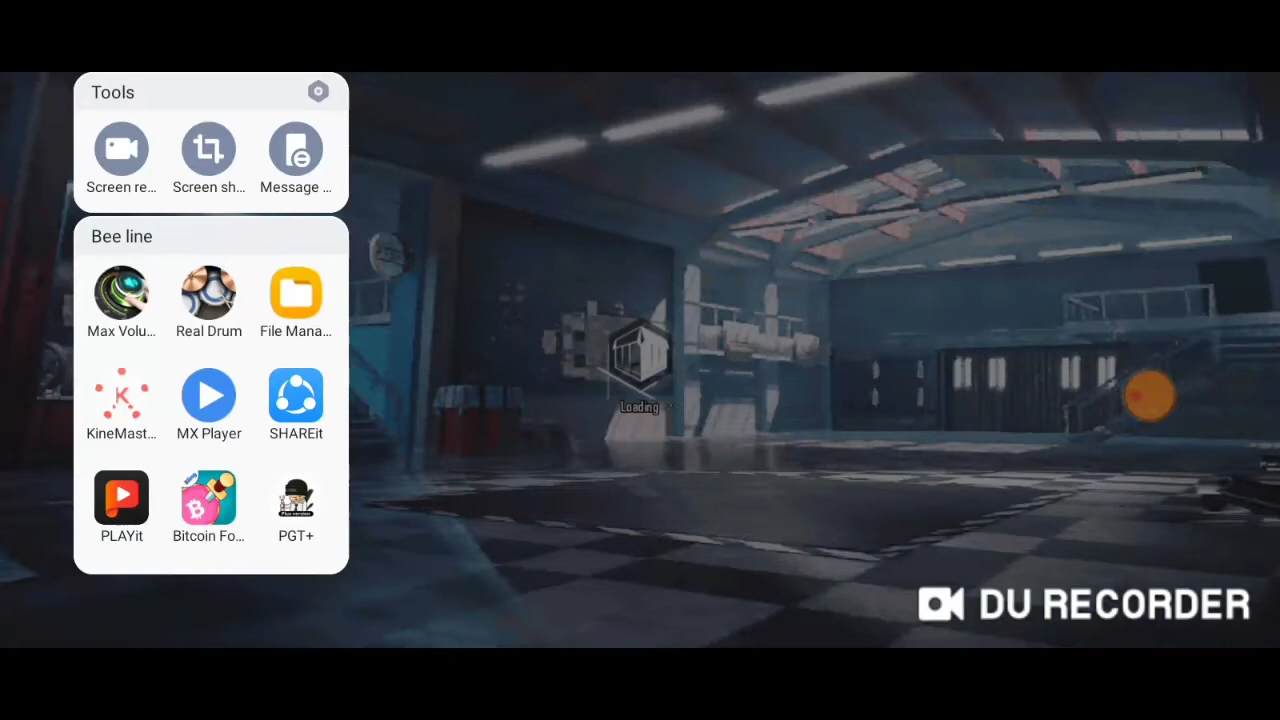 Tools
Screen re... Screen sh... Message ...
Bee line
Max Volu... Real Drum File Mana...
KineMast... MX Player SHAREit
PLAYit Bitcoin Fo... PGT+
Loading
DU RECORDER